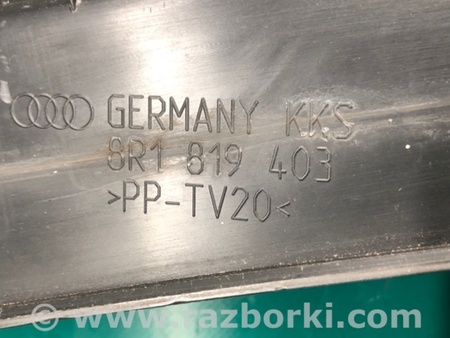 GERMANY KKS
8R1 819 403
>PP-TV20<
© www.razborki.com